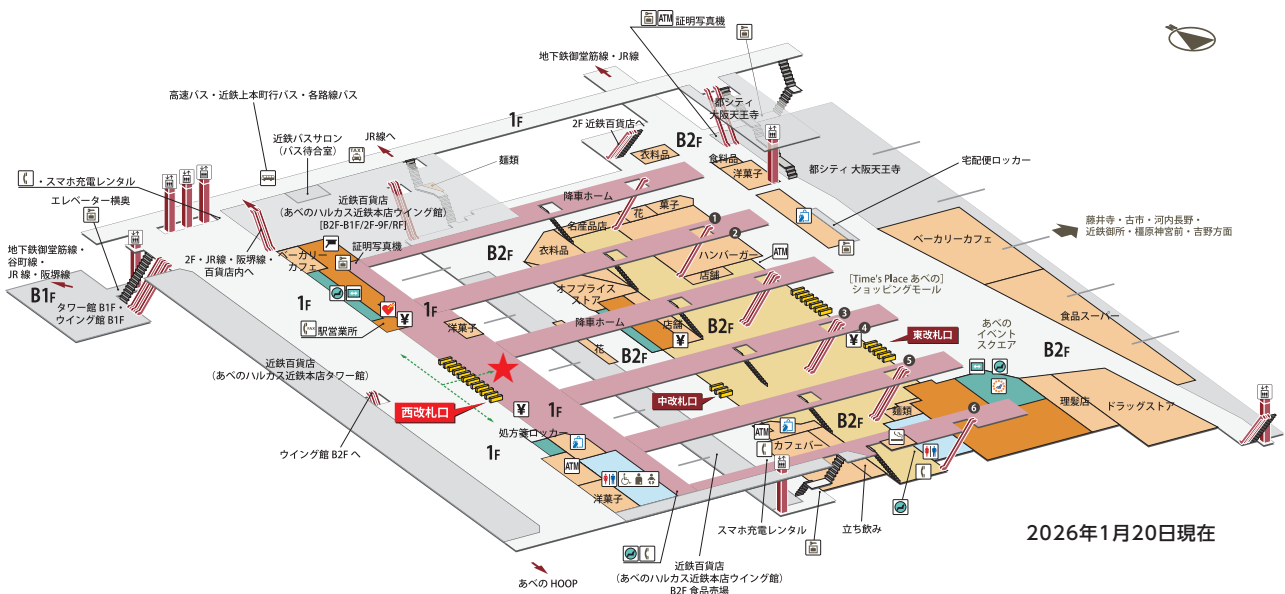 ATM 証明写真機
地下鉄御堂筋線・JR線
高速バス・近鉄上本町行バス・各路線バス
1F
都シティ
大阪天王寺
2F 近鉄百貨店へ
近鉄バスサロン
(バス待合室)
TAXI
JR線へ
B2F
衣料品
食料品
洋菓子
麺類
都シティ 大阪天王寺
宅配便ロッカー
・スマホ充電レンタル
エレベーター横奥
近鉄百貨店
(あべのハルカス近鉄本店ウイング館)
[B2F-B1F/2F-9F/RF]
降車ホーム
菓子
花
名産品店
1
2
藤井寺・古市・河内長野・
近鉄御所・橿原神宮前・吉野方面
ベーカリーカフェ
地下鉄御堂筋線・
谷町線・
JR 線・阪堺線
2F・JR線・阪堺線・
百貨店内へ
ベーカリー
カフェ
証明写真機
B2F
衣料品
ハンバーガー
店舗
ATM
[Time's Place あべの]
ショッピングモール
B1F
タワー館 B1F・
ウイング館 B1F
1F
オフプライス
ストア
食品スーパー
FAX
駅営業所
¥
1F
洋菓子
降車ホーム
店舗
¥
B2F
3
4
¥
東改札口
あべの
イベント
スクエア
花
B2F
B2F
近鉄百貨店
(あべのハルカス近鉄本店タワー館)
5
西改札口
¥
1F
中改札口
理髪店
ドラッグストア
麺類
6
処方箋ロッカー
1F
ATM
カフェバー
B2F
ウイング館 B2F へ
ATM
洋菓子
スマホ充電レンタル
立ち飲み
2026年1月20日現在
あべの HOOP
近鉄百貨店
(あべのハルカス近鉄本店ウイング館)
B2F 食品売場